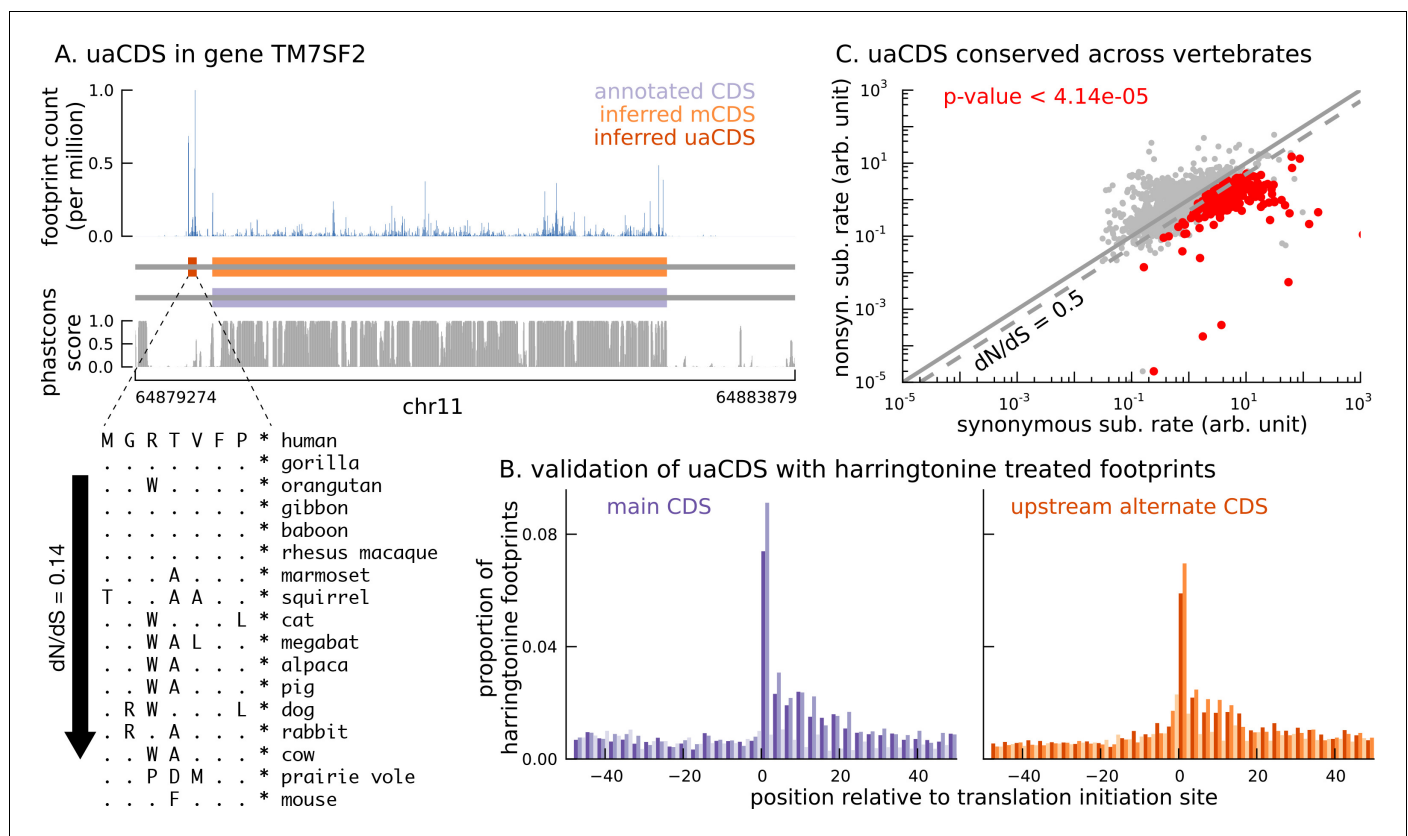 A. uaCDS in gene TM7SF2
footprint count
(per million)
1.0
0.5
0.0
annotated CDS
inferred mCDS
inferred uaCDS
phastcons
score
1.0
0.5
0.0
64879274
chr11
64883879
M G R T V F P * human
. . . . . . . * gorilla
. . W . . . . * orangutan
. . . . . . . * gibbon
. . . . . . . * baboon
. . . . . . . * rhesus macaque
. . . A . . . * marmoset
T . . A A . . * squirrel
. . W . . . L * cat
. . W A L . . * megabat
. . W A . . . * alpaca
. . W A . . . * pig
. R W . . . L * dog
. R . A . . . * rabbit
. . W A . . . * cow
. . P D M . . * prairie vole
. . . F . . . * mouse
dN/dS = 0.14
C. uaCDS conserved across vertebrates
p-value < 4.14e-05
nonsyn. sub. rate (arb. unit)
10³
10¹
10⁻¹
10⁻³
10⁻⁵
dN/dS = 0.5
10⁻⁵
10⁻³
10⁻¹
10¹
10³
synonymous sub. rate (arb. unit)
B. validation of uaCDS with harringtonine treated footprints
proportion of
harringtonine footprints
main CDS
upstream alternate CDS
0.08
0.04
0.00
−40 −20 0 20 40
−40 −20 0 20 40
position relative to translation initiation site